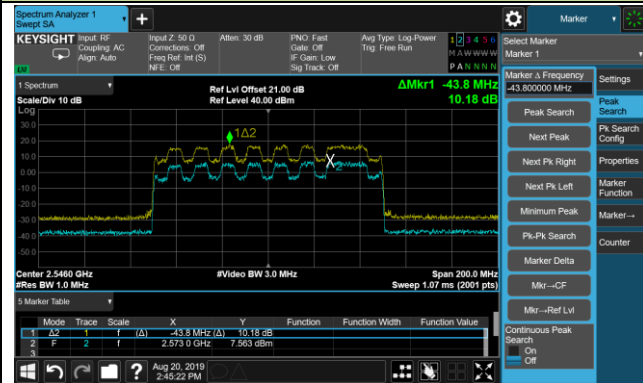 Spectrum Analyzer 1
Swept SA
+
Marker
KEYSIGHT
Input: RF
Coupling: AC
Align: Auto
Input Z: 50 Ω
Corrections: Off
Freq Ref: Int (S)
NFE: Off
Atten: 30 dB
PNO: Fast
Gate: Off
IF Gain: Low
Sig Track: Off
Avg Type: Log-Power
Trig: Free Run
1 2 3 4 5 6
M A W W W W
P A N N N N
Select Marker
Marker 1
1 Spectrum
Scale/Div 10 dB
Ref Lvl Offset 21.00 dB
Ref Level 40.00 dBm
ΔMkr1 -43.8 MHz
10.18 dB
Log
30.0
20.0
10.0
0.00
-10.0
-20.0
-30.0
-40.0
-50.0
1Δ2
X2
Center 2.5460 GHz
#Res BW 1.0 MHz
#Video BW 3.0 MHz
Span 200.0 MHz
Sweep 1.07 ms (2001 pts)
5 Marker Table
Mode Trace Scale X Y Function Function Width Function Value
1 Δ2 1 f (Δ) -43.8 MHz (Δ) 10.18 dB
2 F 2 f 2.573 0 GHz 7.563 dBm
3
Aug 20, 2019
2:45:22 PM
Marker Δ Frequency
-43.800000 MHz
Peak Search
Next Peak
Next Pk Right
Next Pk Left
Minimum Peak
Pk-Pk Search
Marker Delta
Mkr→CF
Mkr→Ref Lvl
Continuous Peak
Search
On
Off
Settings
Peak
Search
Pk Search
Config
Properties
Marker
Function
Marker→
Counter